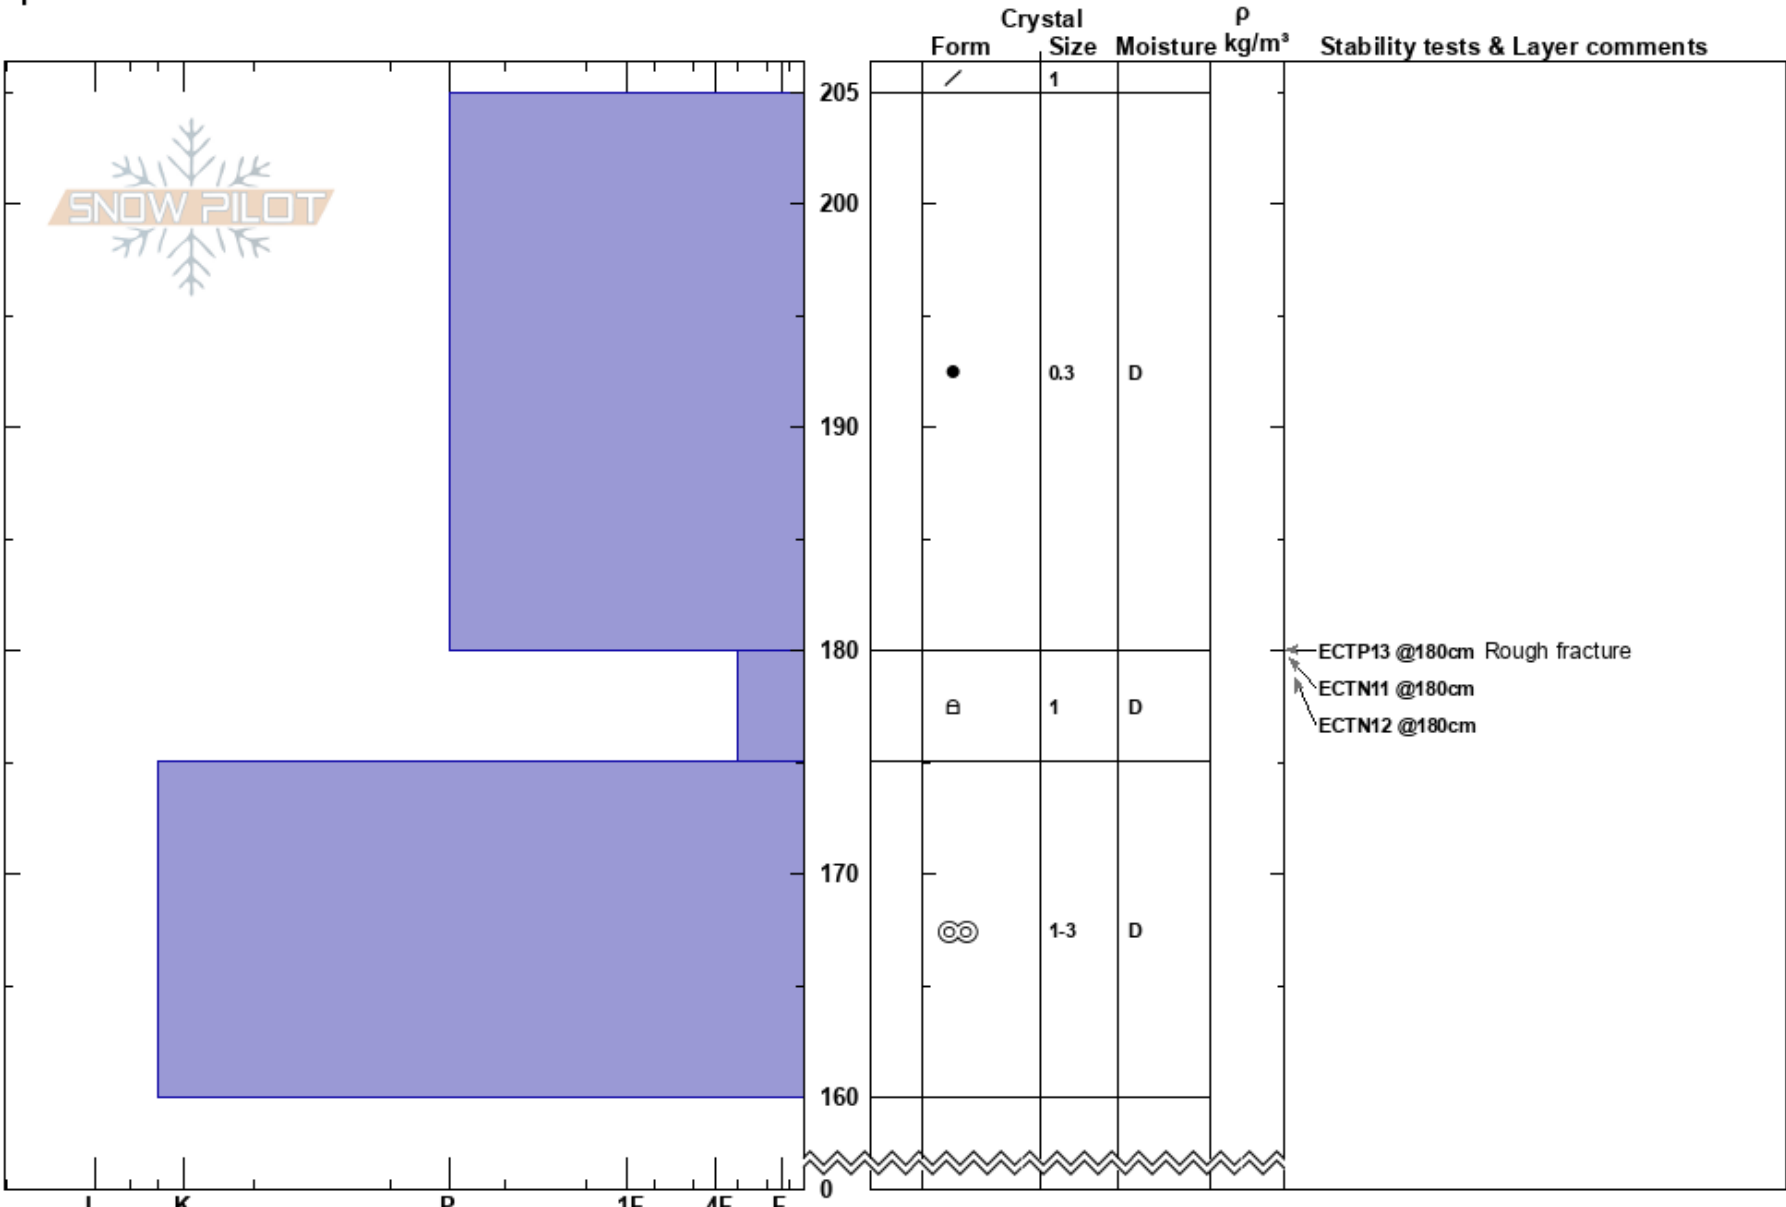 Crystal ρ
Form Size Moisture kg/m³ Stability tests & Layer comments
1
205
SNOW PILOT
200
0.3 D
190
180 ECTP13 @180cm Rough fracture
ECTN11 @180cm
1 D
ECTN12 @180cm
170
1-3 D
160
0
I K P 1F 4F F